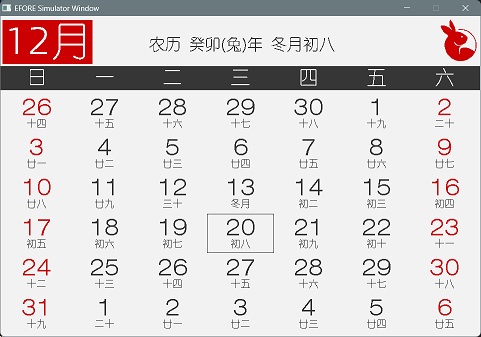 EFORE Simulator Window
12月 农历 癸卯(兔)年 冬月初八
日 一 二 三 四 五 六
26 27 28 29 30 1 2
十四 十五 十六 十七 十八 十九 二十
3 4 5 6 7 8 9
廿一 廿二 廿三 廿四 廿五 廿六 廿七
10 11 12 13 14 15 16
廿八 廿九 三十 冬月 初二 初三 初四
17 18 19 20 21 22 23
初五 初六 初七 初八 初九 初十 十一
24 25 26 27 28 29 30
十二 十三 十四 十五 十六 十七 十八
31 1 2 3 4 5 6
十九 二十 廿一 廿二 廿三 廿四 廿五